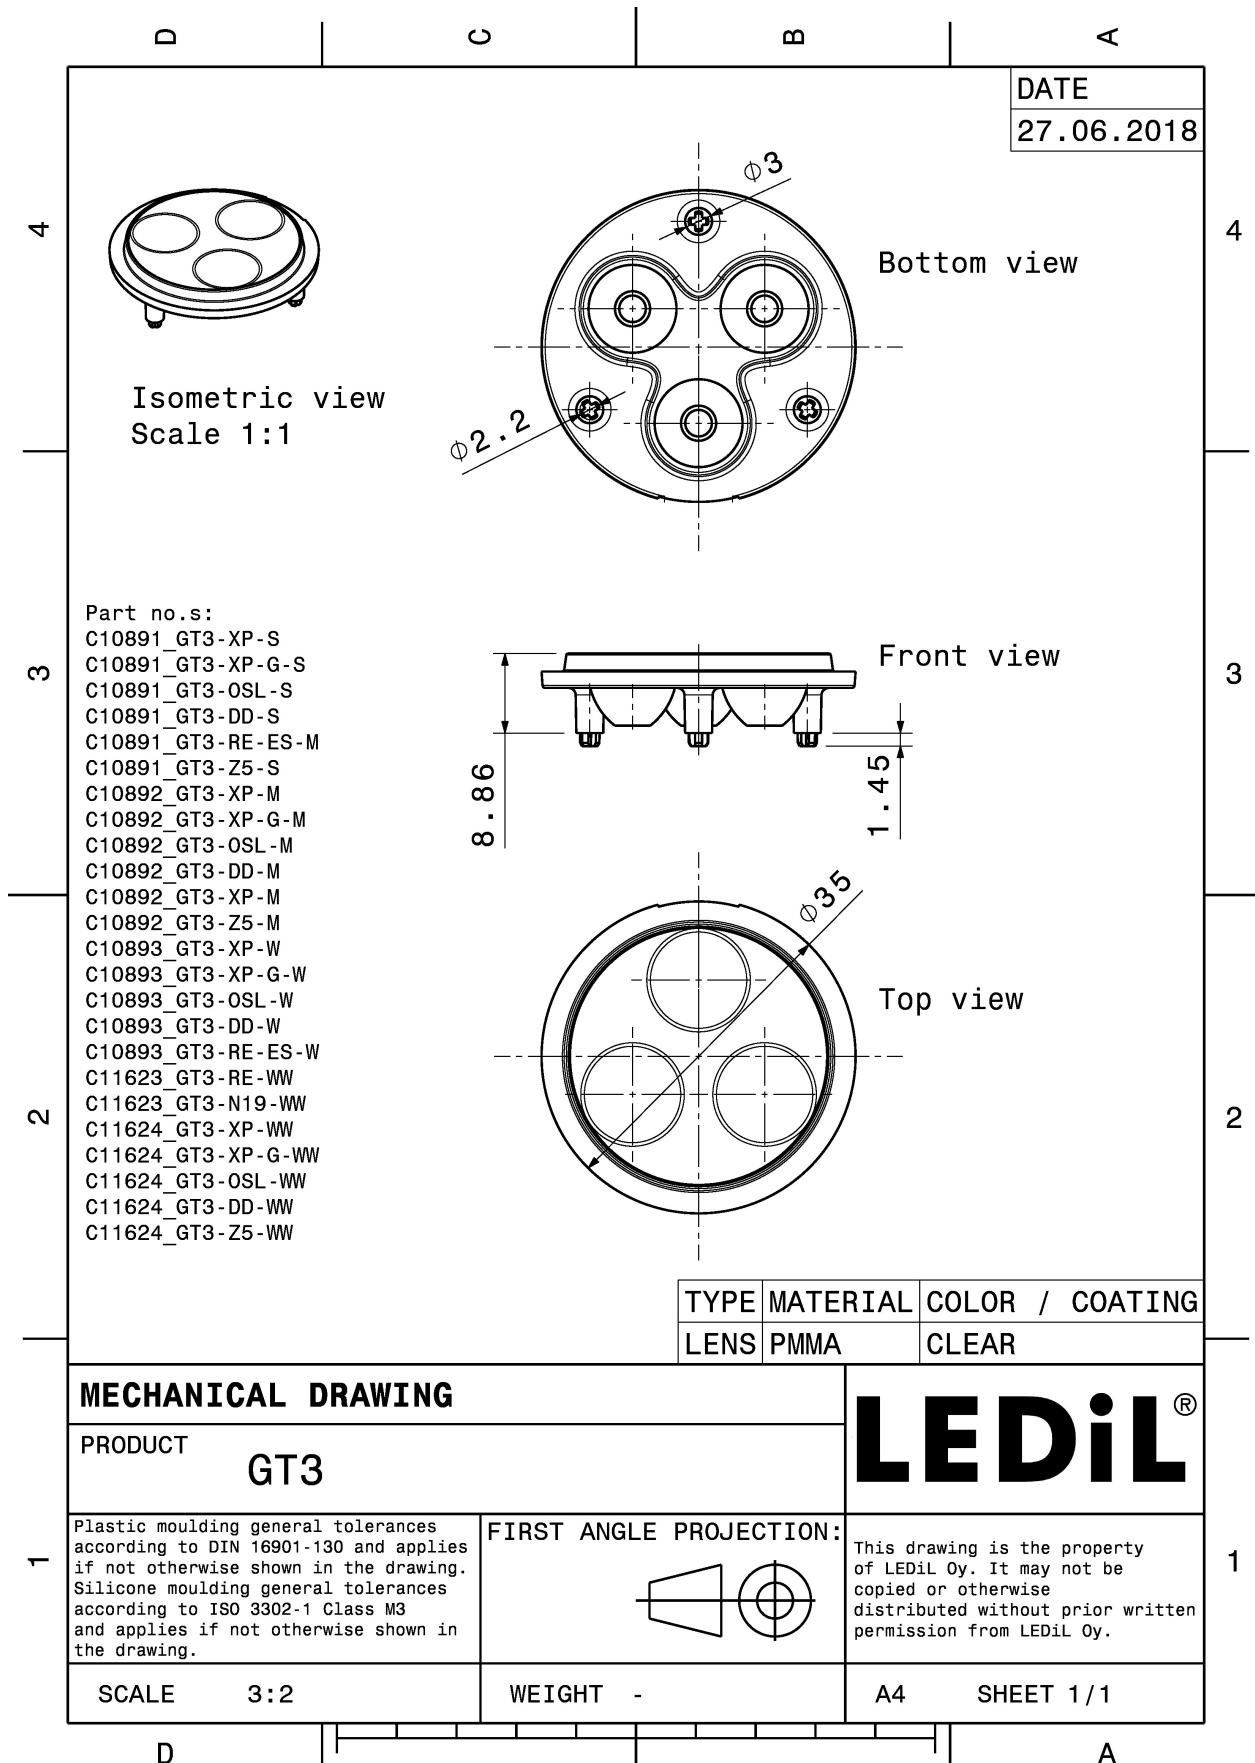 D
C
B
A
DATE
27.06.2018
4
4
⌀3
Bottom view
Isometric view
Scale 1:1
⌀2.2
Part no.s:
C10891_GT3-XP-S
C10891_GT3-XP-G-S
C10891_GT3-OSL-S
C10891_GT3-DD-S
C10891_GT3-RE-ES-M
C10891_GT3-Z5-S
C10892_GT3-XP-M
C10892_GT3-XP-G-M
C10892_GT3-OSL-M
C10892_GT3-DD-M
C10892_GT3-XP-M
C10892_GT3-Z5-M
C10893_GT3-XP-W
C10893_GT3-XP-G-W
C10893_GT3-OSL-W
C10893_GT3-DD-W
C10893_GT3-RE-ES-W
C11623_GT3-RE-WW
C11623_GT3-N19-WW
C11624_GT3-XP-WW
C11624_GT3-XP-G-WW
C11624_GT3-OSL-WW
C11624_GT3-DD-WW
C11624_GT3-Z5-WW
3
3
Front view
8.86
1.45
⌀35
Top view
2
2
TYPE MATERIAL COLOR / COATING
LENS PMMA CLEAR
MECHANICAL DRAWING
PRODUCT
GT3
LEDiL®
Plastic moulding general tolerances
according to DIN 16901-130 and applies
if not otherwise shown in the drawing.
Silicone moulding general tolerances
according to ISO 3302-1 Class M3
and applies if not otherwise shown in
the drawing.
FIRST ANGLE PROJECTION:
This drawing is the property
of LEDiL Oy. It may not be
copied or otherwise
distributed without prior written
permission from LEDiL Oy.
1
1
SCALE 3:2
WEIGHT -
A4 SHEET 1/1
D
A